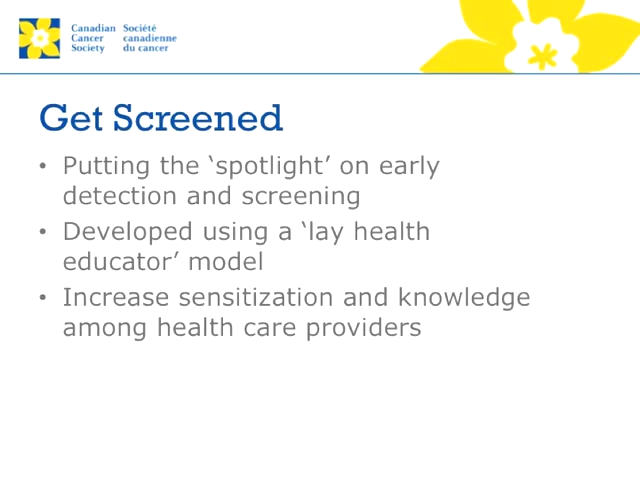 Canadian Société
Cancer canadienne
Society du cancer
Get Screened
• Putting the ‘spotlight’ on early
detection and screening
• Developed using a ‘lay health
educator’ model
• Increase sensitization and knowledge
among health care providers